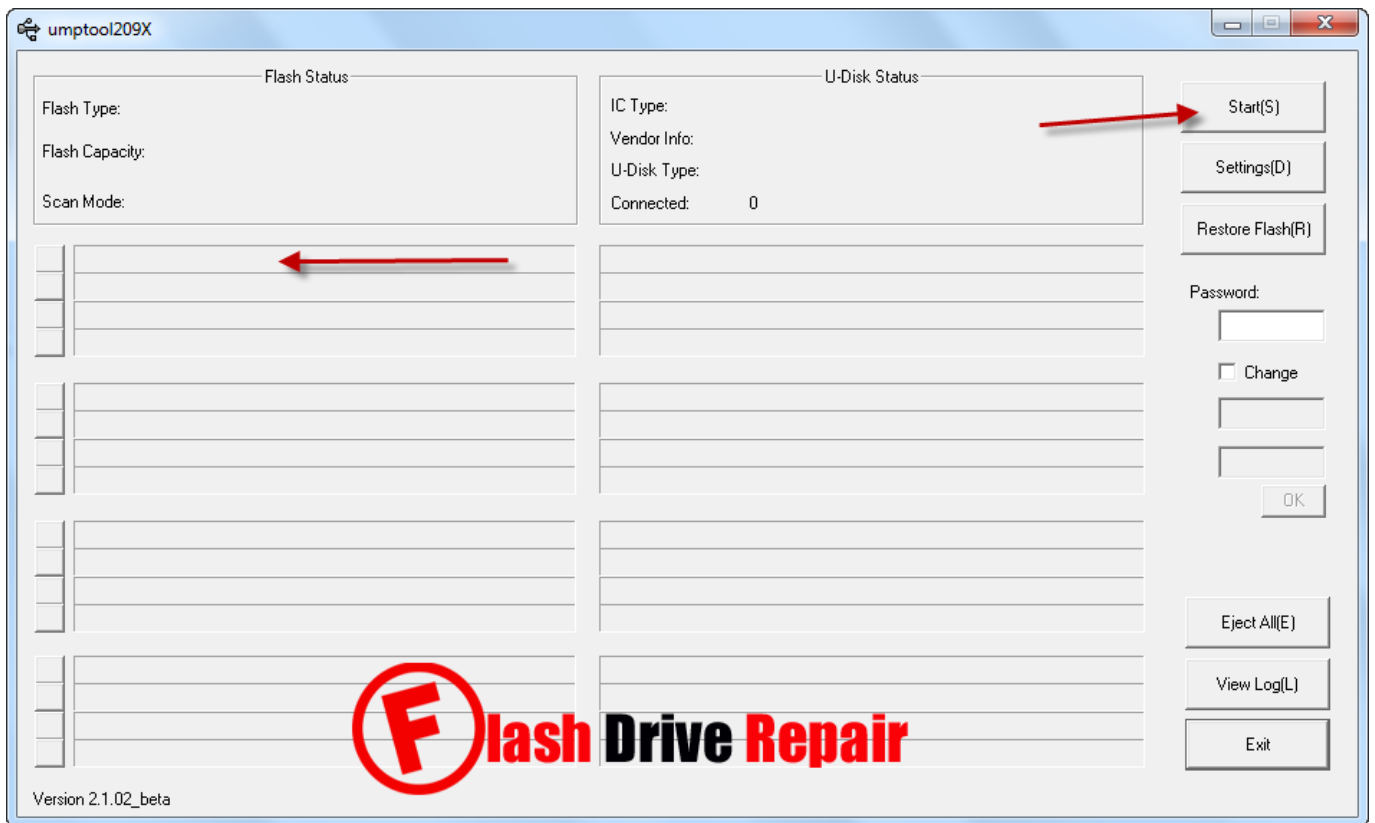 umptool209X
Flash Status
Flash Type:
Flash Capacity:
Scan Mode:
U-Disk Status
IC Type:
Vendor Info:
U-Disk Type:
Connected: 0
Start(S)
Settings(D)
Restore Flash(R)
Password:
Change
OK
Eject All(E)
View Log(L)
Exit
Flash Drive Repair
Version 2.1.02_beta